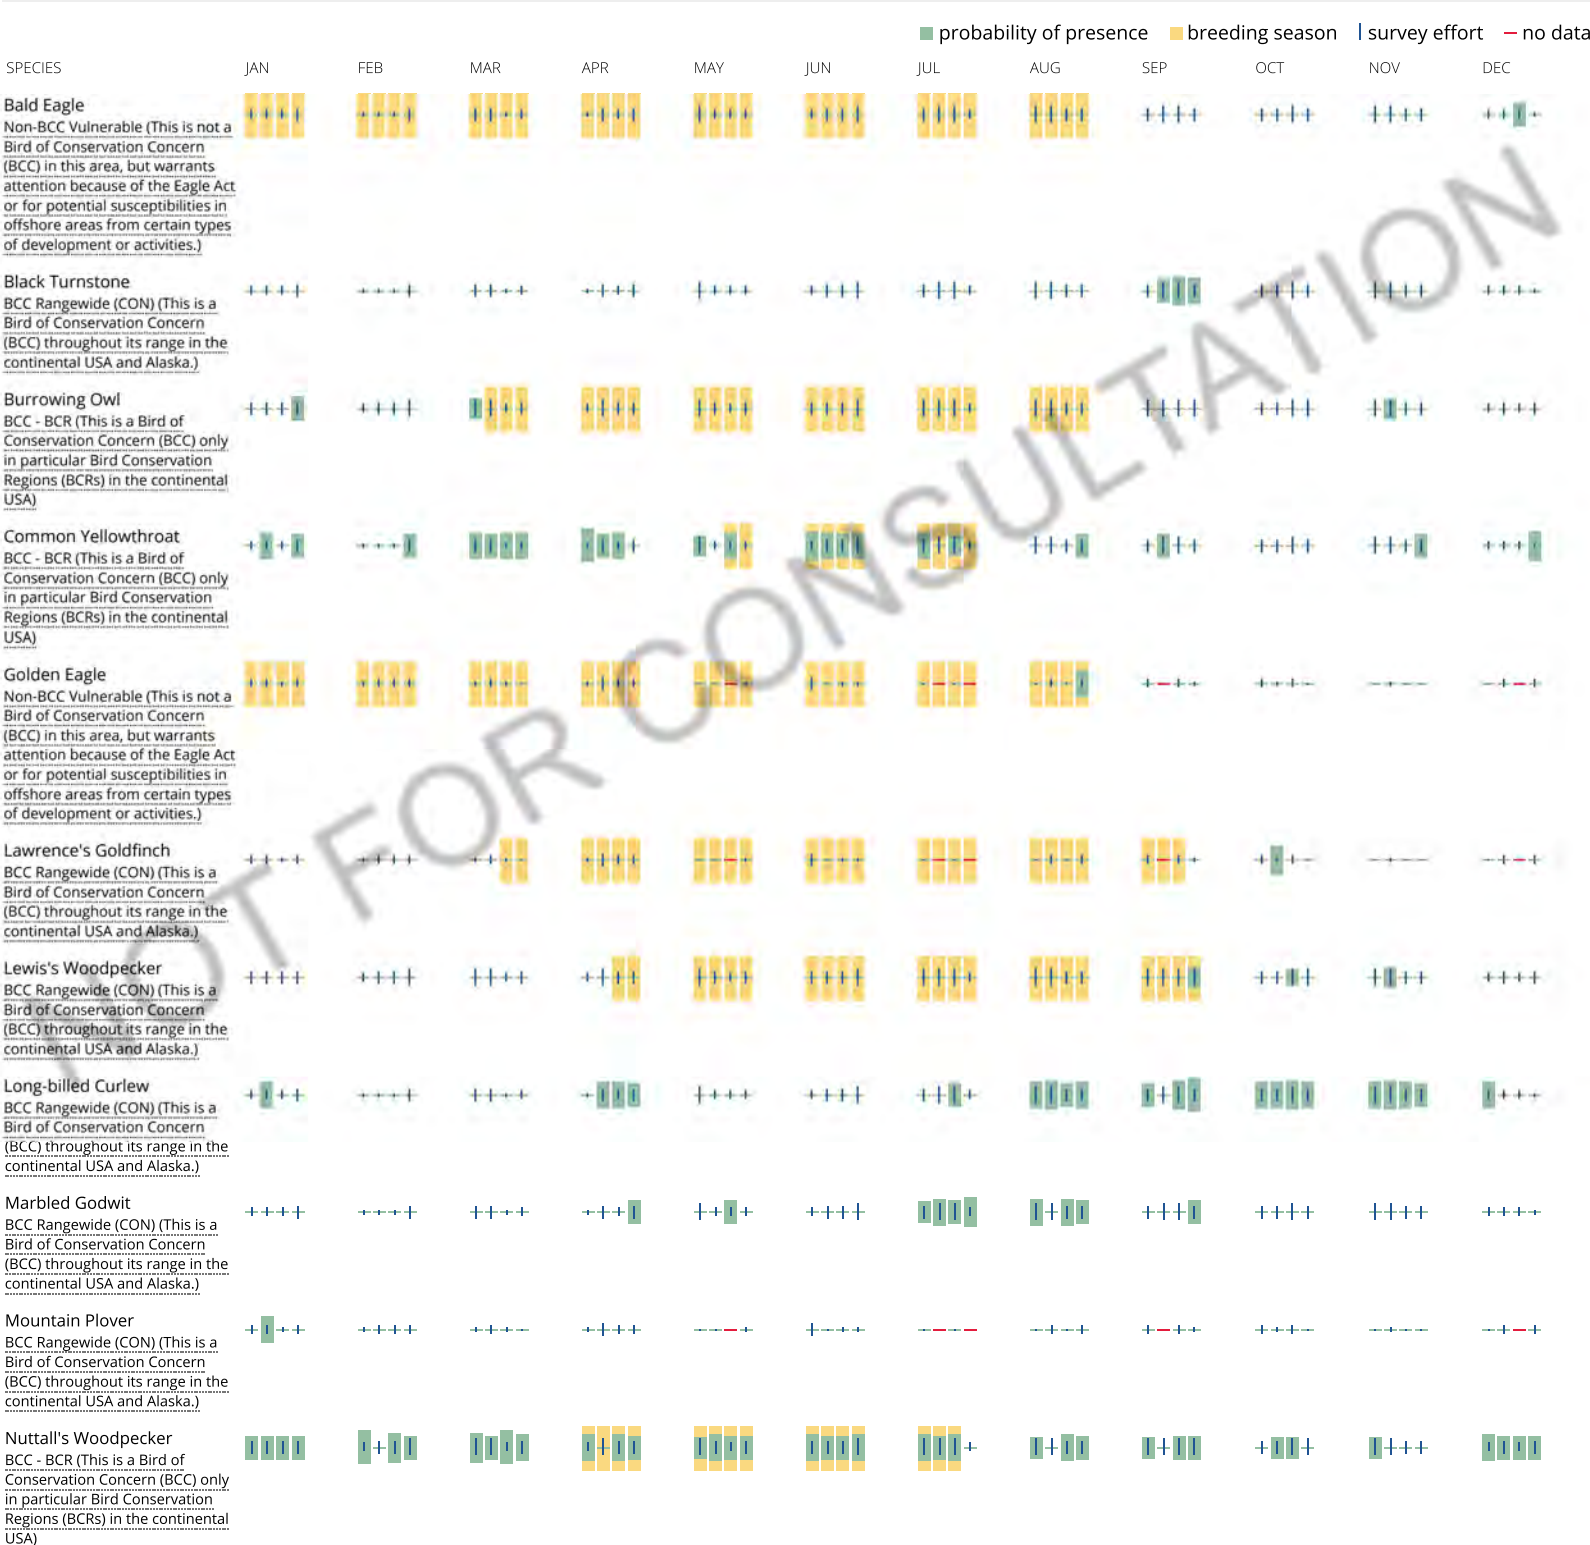 probability of presence breeding season survey effort no data
SPECIES JAN FEB MAR APR MAY JUN JUL AUG SEP OCT NOV DEC
Bald Eagle
Non-BCC Vulnerable (This is not a
Bird of Conservation Concern
(BCC) in this area, but warrants
attention because of the Eagle Act
or for potential susceptibilities in
offshore areas from certain types
of development or activities.)
Black Turnstone
BCC Rangewide (CON) (This is a
Bird of Conservation Concern
(BCC) throughout its range in the
continental USA and Alaska.)
Burrowing Owl
BCC - BCR (This is a Bird of
Conservation Concern (BCC) only
in particular Bird Conservation
Regions (BCRs) in the continental
USA)
Common Yellowthroat
BCC - BCR (This is a Bird of
Conservation Concern (BCC) only
in particular Bird Conservation
Regions (BCRs) in the continental
USA)
Golden Eagle
Non-BCC Vulnerable (This is not a
Bird of Conservation Concern
(BCC) in this area, but warrants
attention because of the Eagle Act
or for potential susceptibilities in
offshore areas from certain types
of development or activities.)
Lawrence's Goldfinch
BCC Rangewide (CON) (This is a
Bird of Conservation Concern
(BCC) throughout its range in the
continental USA and Alaska.)
Lewis's Woodpecker
BCC Rangewide (CON) (This is a
Bird of Conservation Concern
(BCC) throughout its range in the
continental USA and Alaska.)
Long-billed Curlew
BCC Rangewide (CON) (This is a
Bird of Conservation Concern
(BCC) throughout its range in the
continental USA and Alaska.)
Marbled Godwit
BCC Rangewide (CON) (This is a
Bird of Conservation Concern
(BCC) throughout its range in the
continental USA and Alaska.)
Mountain Plover
BCC Rangewide (CON) (This is a
Bird of Conservation Concern
(BCC) throughout its range in the
continental USA and Alaska.)
Nuttall's Woodpecker
BCC - BCR (This is a Bird of
Conservation Concern (BCC) only
in particular Bird Conservation
Regions (BCRs) in the continental
USA)
NOT FOR CONSULTATION